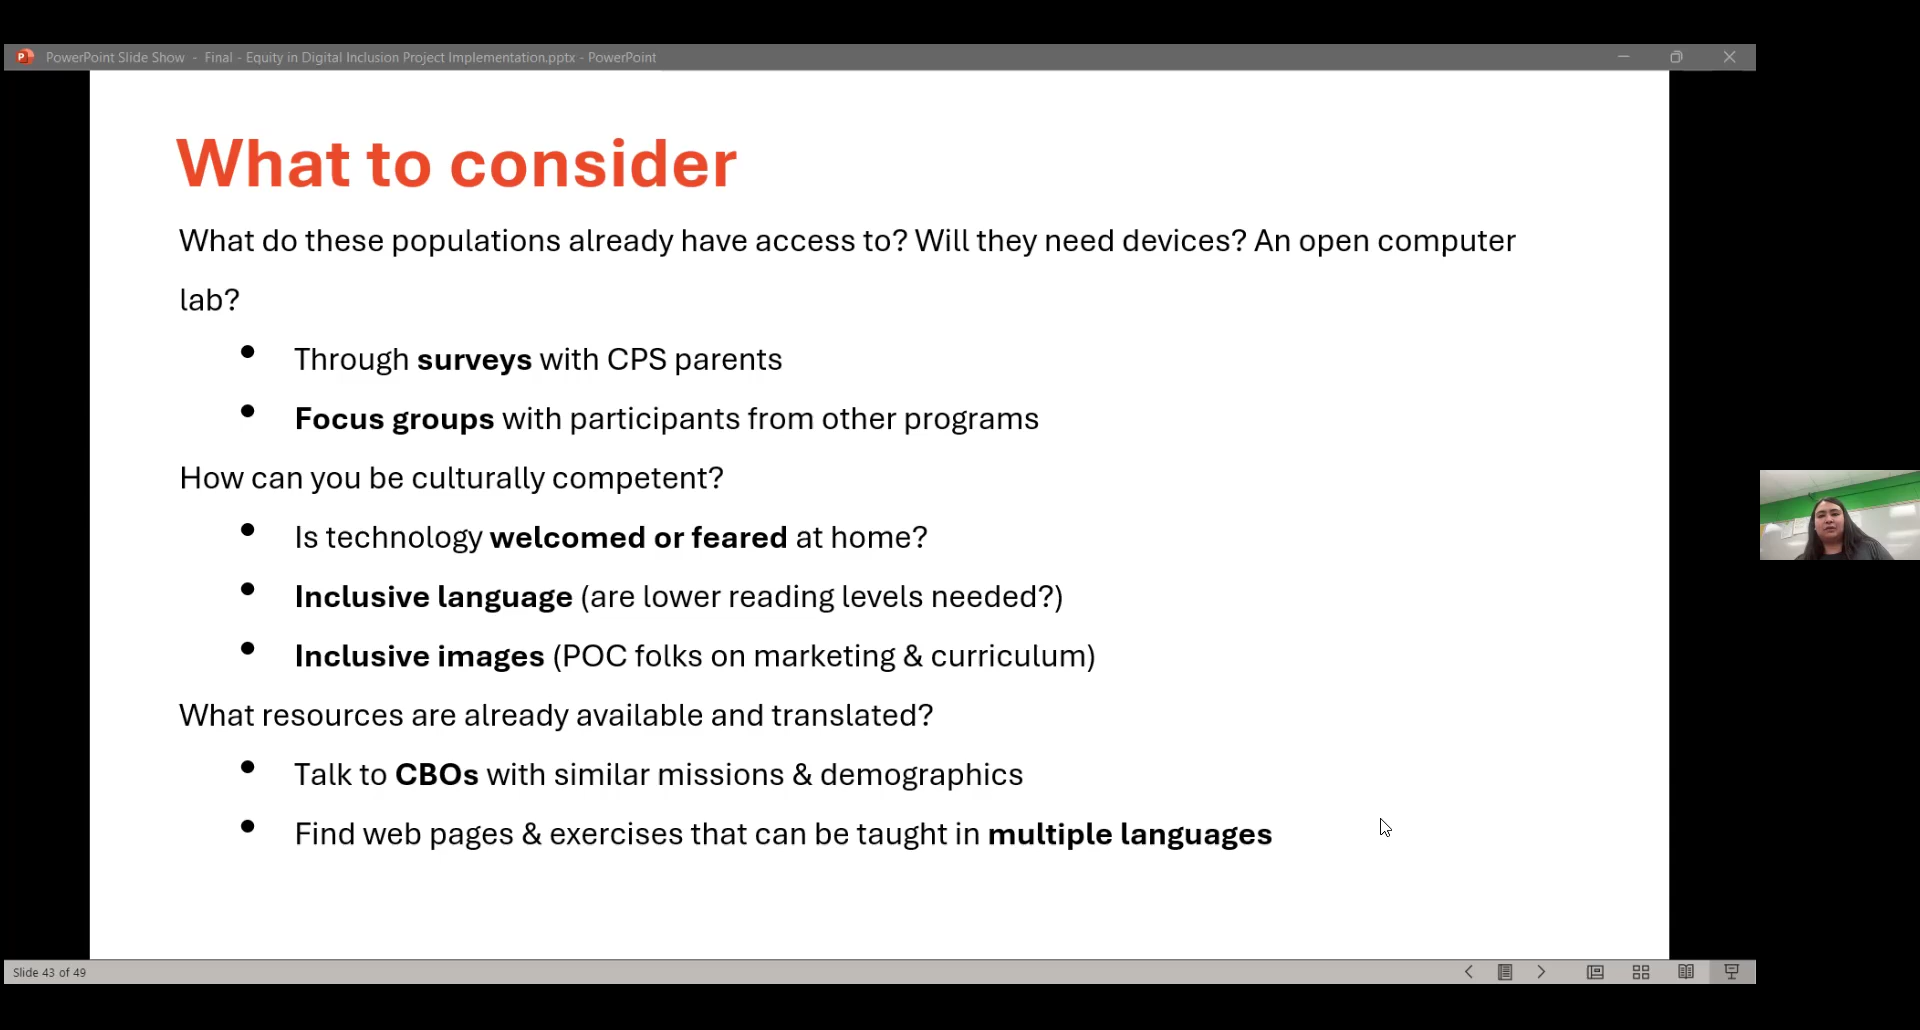 PowerPoint Slide Show - Final - Equity in Digital Inclusion Project Implementation.pptx - PowerPoint
What to consider
What do these populations already have access to? Will they need devices? An open computer
lab?
• Through surveys with CPS parents
• Focus groups with participants from other programs
How can you be culturally competent?
• Is technology welcomed or feared at home?
• Inclusive language (are lower reading levels needed?)
• Inclusive images (POC folks on marketing & curriculum)
What resources are already available and translated?
• Talk to CBOs with similar missions & demographics
• Find web pages & exercises that can be taught in multiple languages
Slide 43 of 49